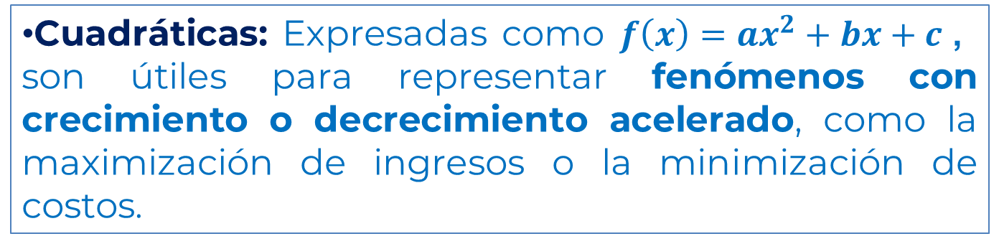 •Cuadráticas: Expresadas como f(x) = ax² + bx + c ,
son útiles para representar fenómenos con
crecimiento o decrecimiento acelerado, como la
maximización de ingresos o la minimización de
costos.